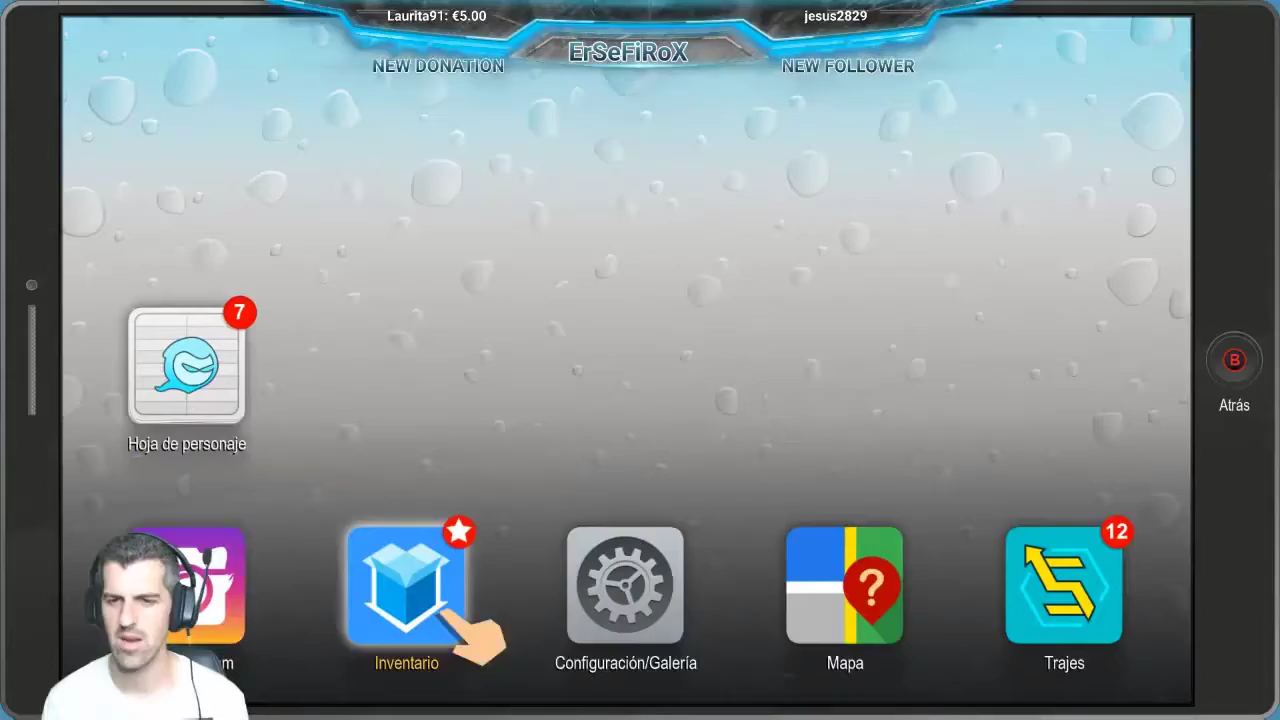 Laurita91: €5.00
jesus2829
ErSeFiRoX
NEW DONATION
NEW FOLLOWER
7
Hoja de personaje
B
Atrás
12
?
m
Inventario
Configuración/Galería
Mapa
Trajes